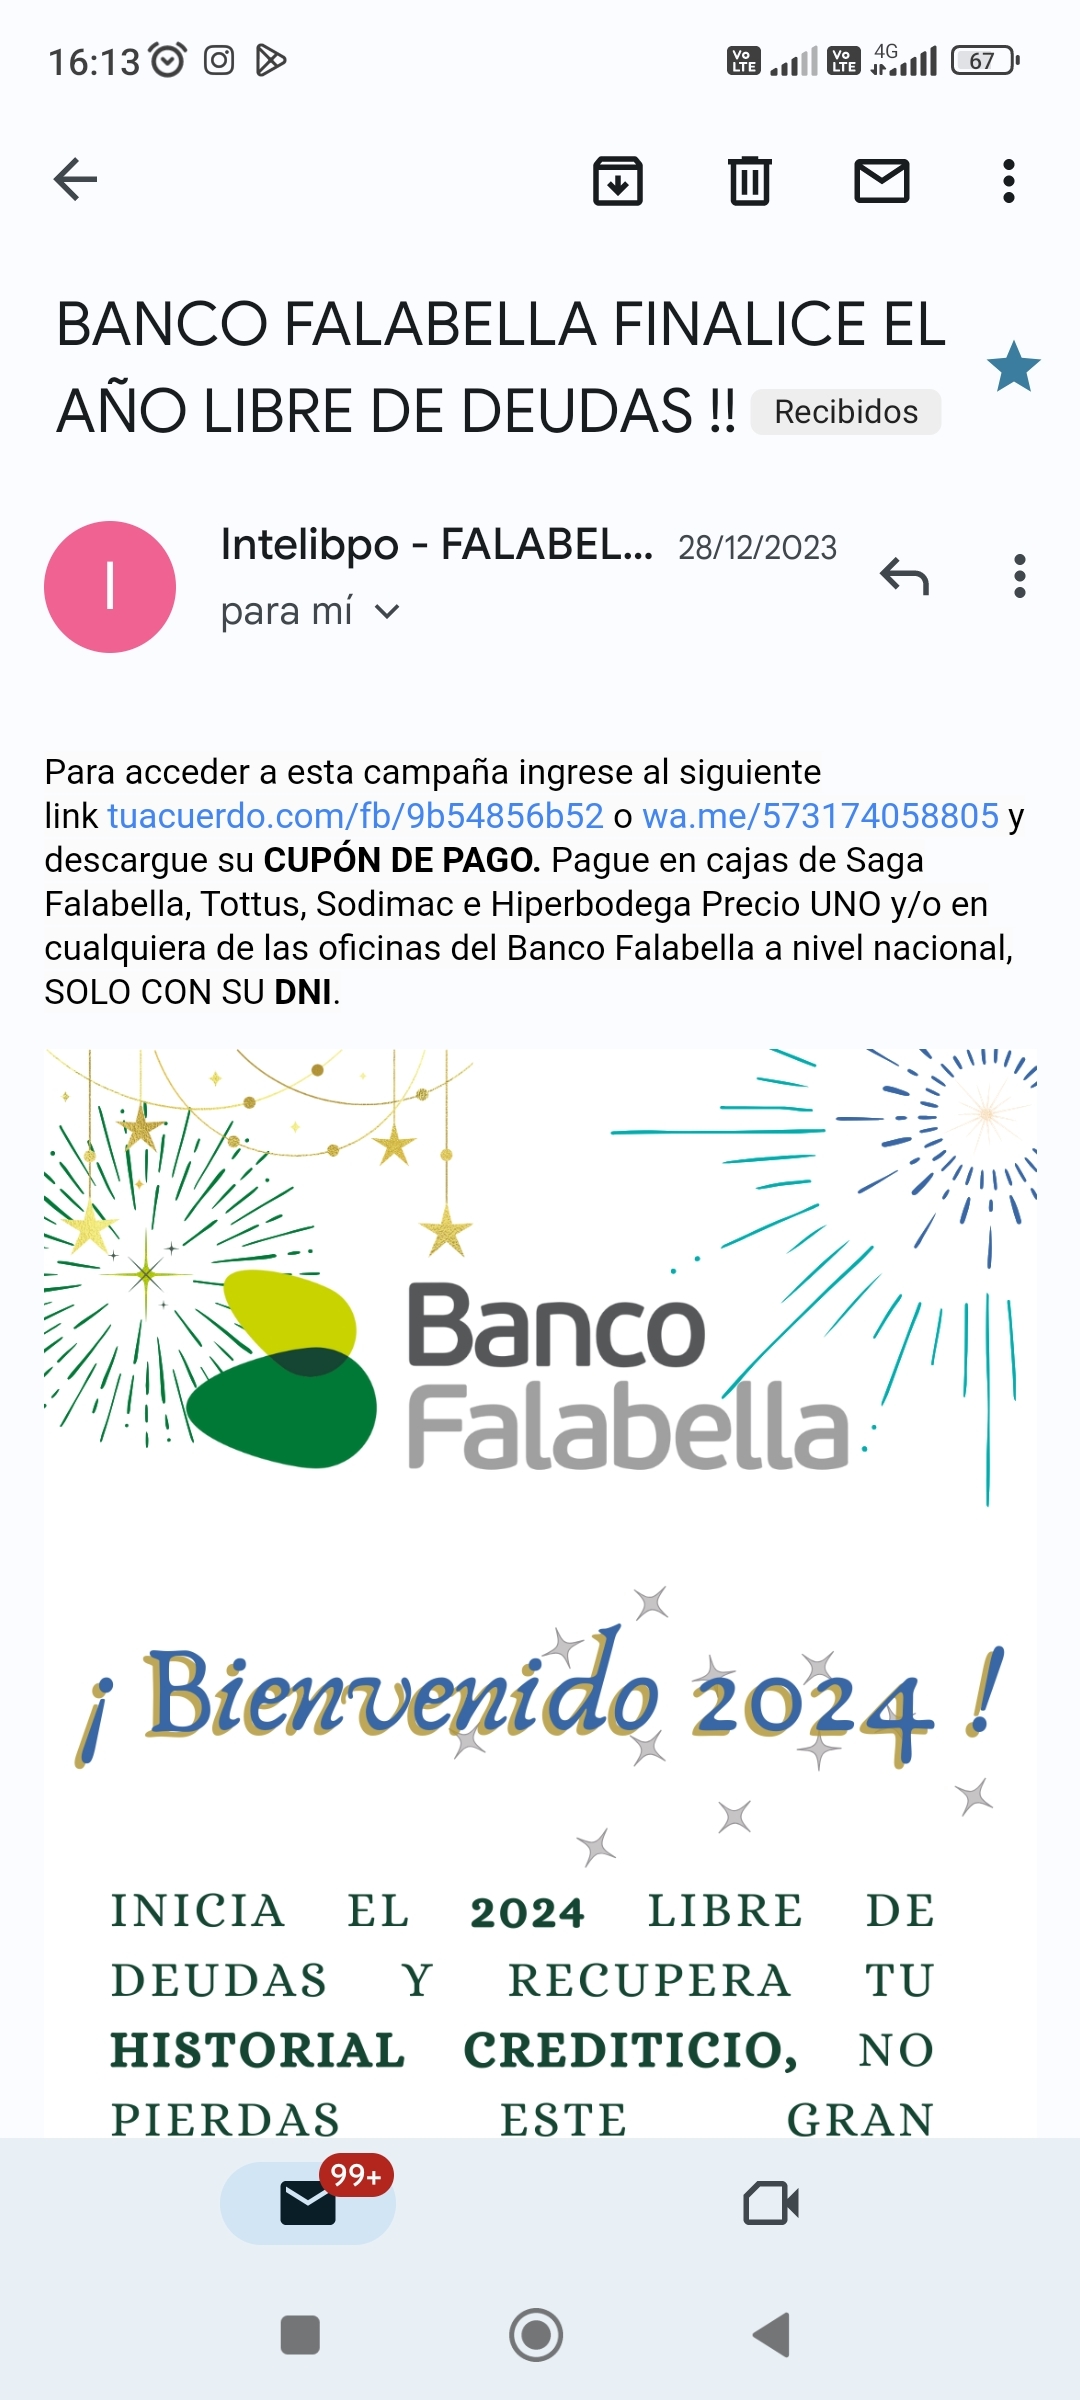 16:13 Vo LTE Vo LTE 4G 67
BANCO FALABELLA FINALICE EL
AÑO LIBRE DE DEUDAS !! Recibidos
I
Intelibpo - FALABEL... 28/12/2023
para mí
Para acceder a esta campaña ingrese al siguiente
link tuacuerdo.com/fb/9b54856b52 o wa.me/573174058805 y
descargue su CUPÓN DE PAGO. Pague en cajas de Saga
Falabella, Tottus, Sodimac e Hiperbodega Precio UNO y/o en
cualquiera de las oficinas del Banco Falabella a nivel nacional,
SOLO CON SU DNI.
Banco
Falabella
¡ Bienvenido 2024 !
INICIA EL 2024 LIBRE DE
DEUDAS Y RECUPERA TU
HISTORIAL CREDITICIO, NO
PIERDAS ESTE GRAN
99+